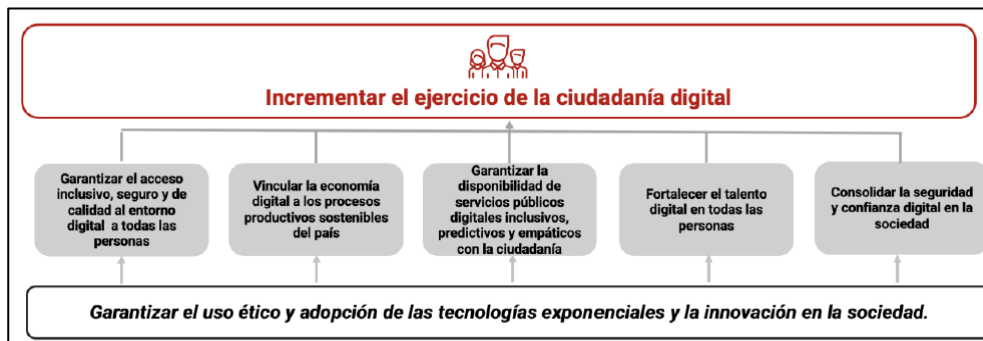 Incrementar el ejercicio de la ciudadanía digital
Garantizar el acceso
inclusivo, seguro y de
calidad al entorno
digital a todas las
personas
Vincular la economía
digital a los procesos
productivos sostenibles
del país
Garantizar la
disponibilidad de
servicios públicos
digitales inclusivos,
predictivos y empáticos
con la ciudadanía
Fortalecer el talento
digital en todas las
personas
Consolidar la seguridad
y confianza digital en la
sociedad
Garantizar el uso ético y adopción de las tecnologías exponenciales y la innovación en la sociedad.